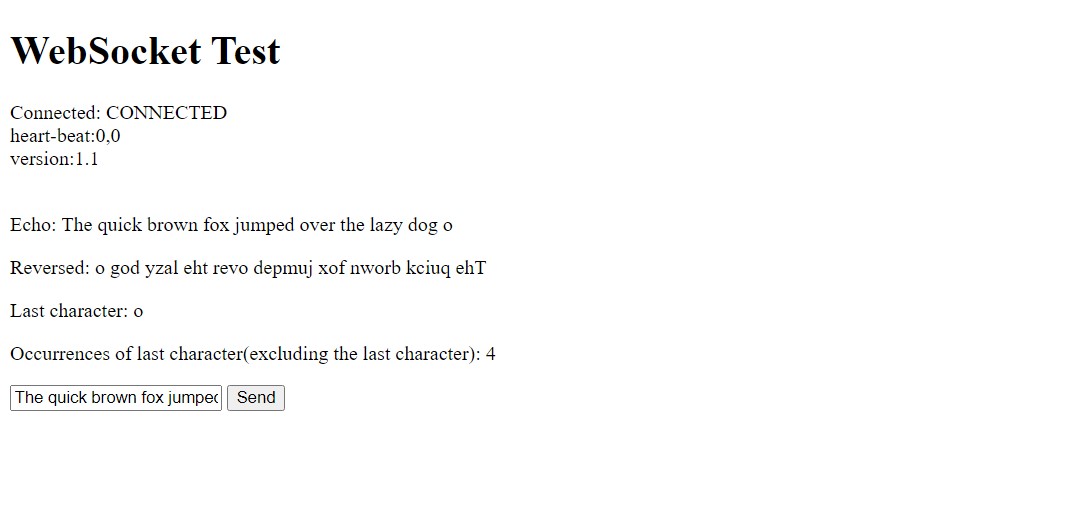 WebSocket Test
Connected: CONNECTED
heart-beat:0,0
version:1.1
Echo: The quick brown fox jumped over the lazy dog o
Reversed: o god yzal eht revo depmuj xof nworb kciuq ehT
Last character: o
Occurrences of last character(excluding the last character): 4
The quick brown fox jumped Send